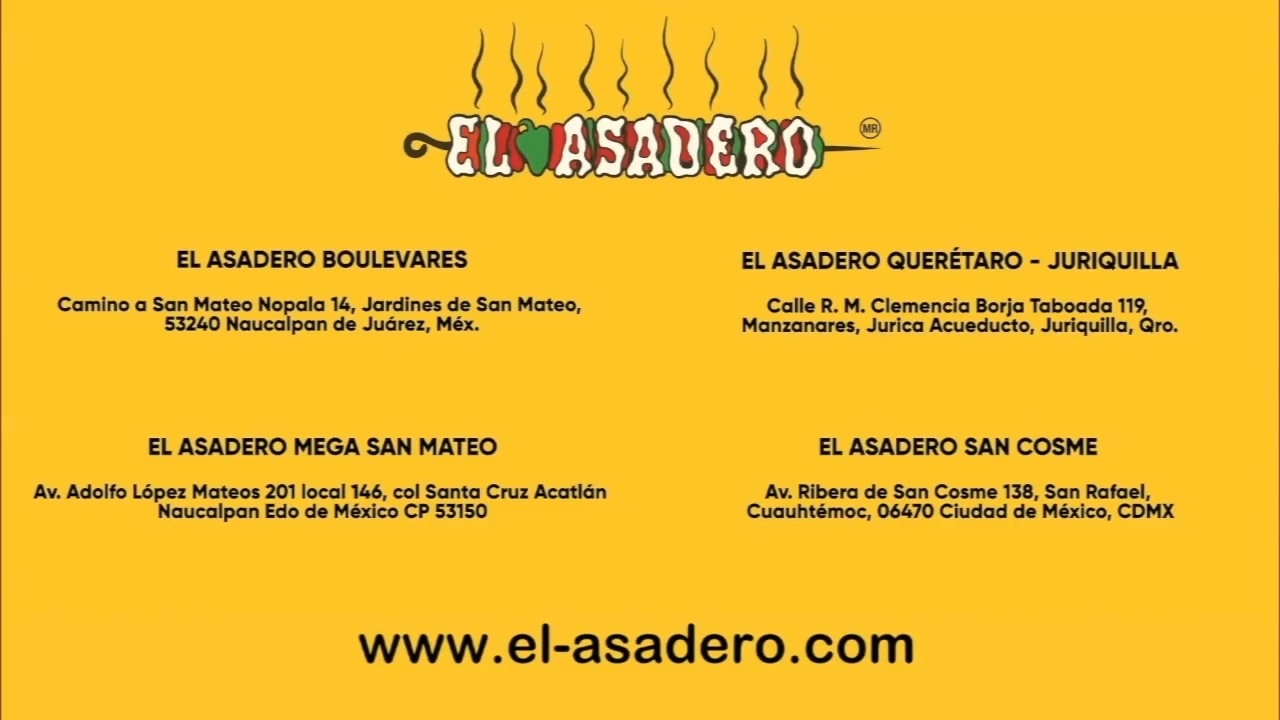 EL ASADERO
MR
EL ASADERO BOULEVARES
Camino a San Mateo Nopala 14, Jardines de San Mateo,
53240 Naucalpan de Juárez, Méx.
EL ASADERO QUERÉTARO - JURIQUILLA
Calle R. M. Clemencia Borja Taboada 119,
Manzanares, Jurica Acueducto, Juriquilla, Qro.
EL ASADERO MEGA SAN MATEO
Av. Adolfo López Mateos 201 local 146, col Santa Cruz Acatlán
Naucalpan Edo de México CP 53150
EL ASADERO SAN COSME
Av. Ribera de San Cosme 138, San Rafael,
Cuauhtémoc, 06470 Ciudad de México, CDMX
www.el-asadero.com